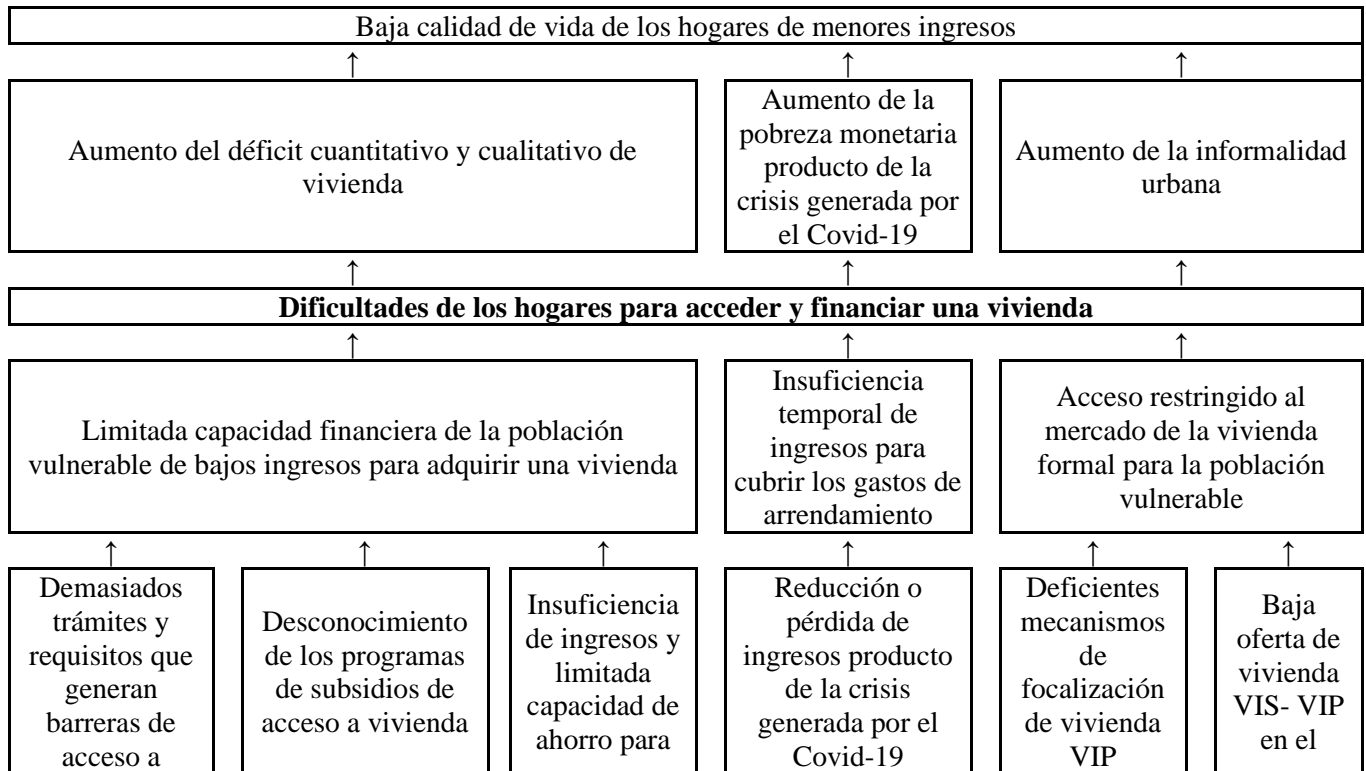 Baja calidad de vida de los hogares de menores ingresos
↑ ↑ ↑
Aumento del déficit cuantitativo y cualitativo de
vivienda
Aumento de la
pobreza monetaria
producto de la
crisis generada por
el Covid-19
Aumento de la informalidad
urbana
↑ ↑ ↑
Dificultades de los hogares para acceder y financiar una vivienda
↑ ↑ ↑
Limitada capacidad financiera de la población
vulnerable de bajos ingresos para adquirir una vivienda
Insuficiencia
temporal de
ingresos para
cubrir los gastos de
arrendamiento
Acceso restringido al
mercado de la vivienda
formal para la población
vulnerable
↑ ↑ ↑ ↑ ↑ ↑
Demasiados
trámites y
requisitos que
generan
barreras de
acceso a
Desconocimiento
de los programas
de subsidios de
acceso a vivienda
Insuficiencia
de ingresos y
limitada
capacidad de
ahorro para
Reducción o
pérdida de
ingresos producto
de la crisis
generada por el
Covid-19
Deficientes
mecanismos
de
focalización
de vivienda
VIP
Baja
oferta de
vivienda
VIS- VIP
en el